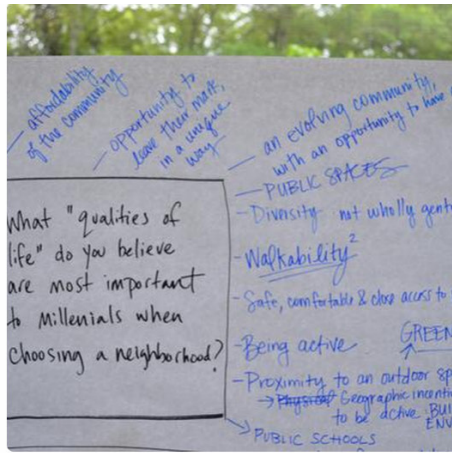 – affordability
of the community
– opportunity to
leave their mark,
in a unique
way
– an evolving community,
with an opportunity to have
– PUBLIC SPACES
– Diversity not wholly gent
– Walkability²
– Safe, comfortable & close access to
GREEN
– Being active
– Proximity to an outdoor sp
→ Physical Geographic incenti
to be active BUI
ENV
→ PUBLIC SCHOOLS
What "qualities of
life" do you believe
are most important
to Millenials when
choosing a neighborhood?